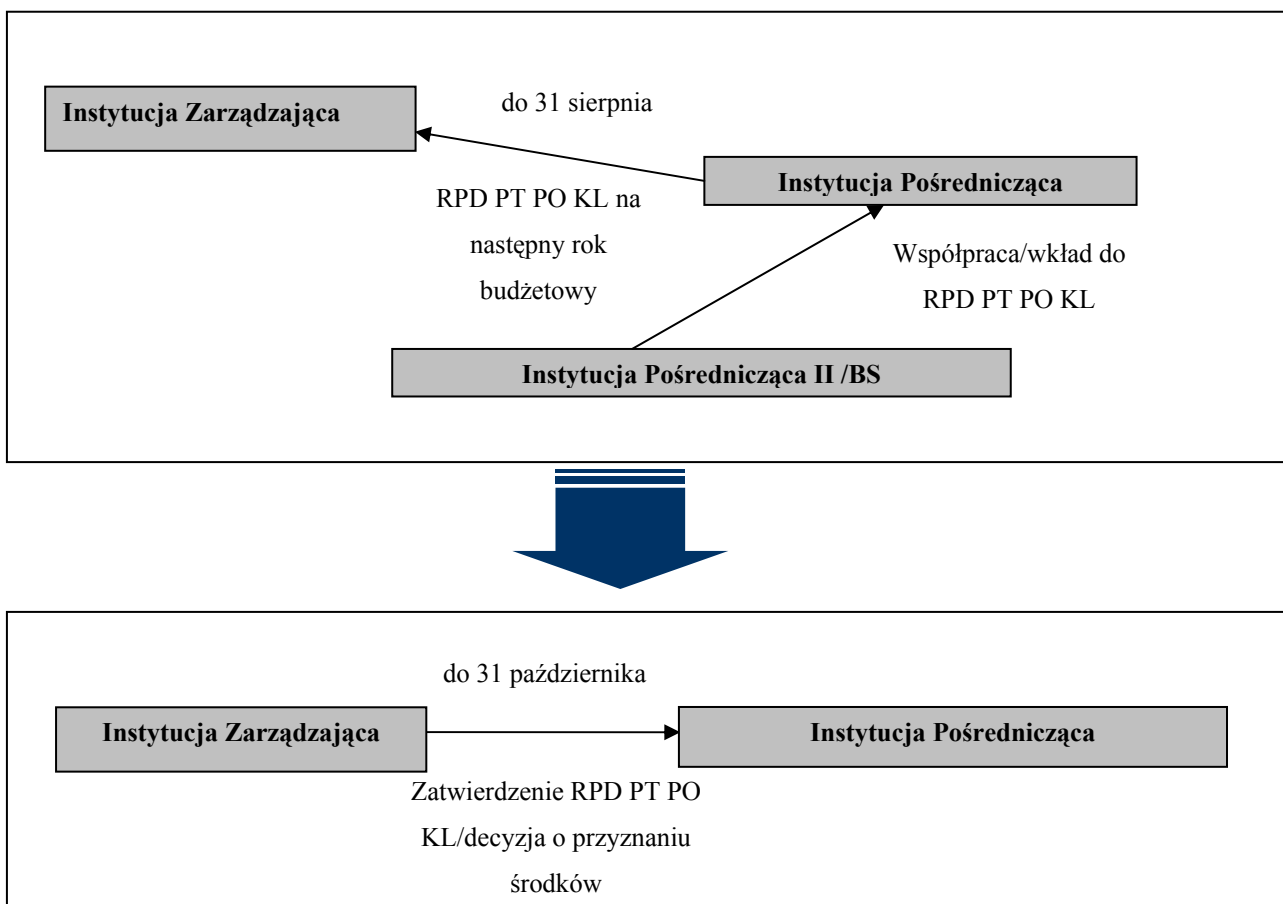 do 31 sierpnia
Instytucja Zarządzająca
Instytucja Pośrednicząca
RPD PT PO KL na
następny rok
budżetowy
Współpraca/wkład do
RPD PT PO KL
Instytucja Pośrednicząca II /BS
do 31 października
Instytucja Zarządzająca
Instytucja Pośrednicząca
Zatwierdzenie RPD PT PO
KL/decyzja o przyznaniu
środków